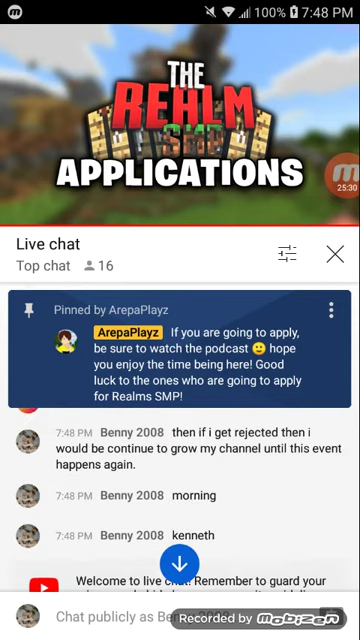 100% 7:48 PM
THE
REALM
SMP
APPLICATIONS
25:30
Live chat
Top chat 16
Pinned by ArepaPlayz
ArepaPlayz If you are going to apply,
be sure to watch the podcast 🙂 hope
you enjoy the time being here! Good
luck to the ones who are going to apply
for Realms SMP!
7:48 PM Benny 2008 then if i get rejected then i
would be continue to grow my channel until this event
happens again.
7:48 PM Benny 2008 morning
7:48 PM Benny 2008 kenneth
Welcome to live chat! Remember to guard your
Chat publicly as Benny 2008
Recorded by mobizen